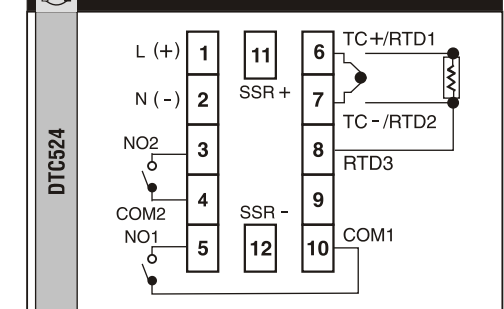 DTC524
L (+) 1 11 6 TC+/RTD1
SSR +
N (-) 2 7 TC-/RTD2
NO2 3 8 RTD3
COM2 4 SSR - 9
NO1 5 12 10 COM1